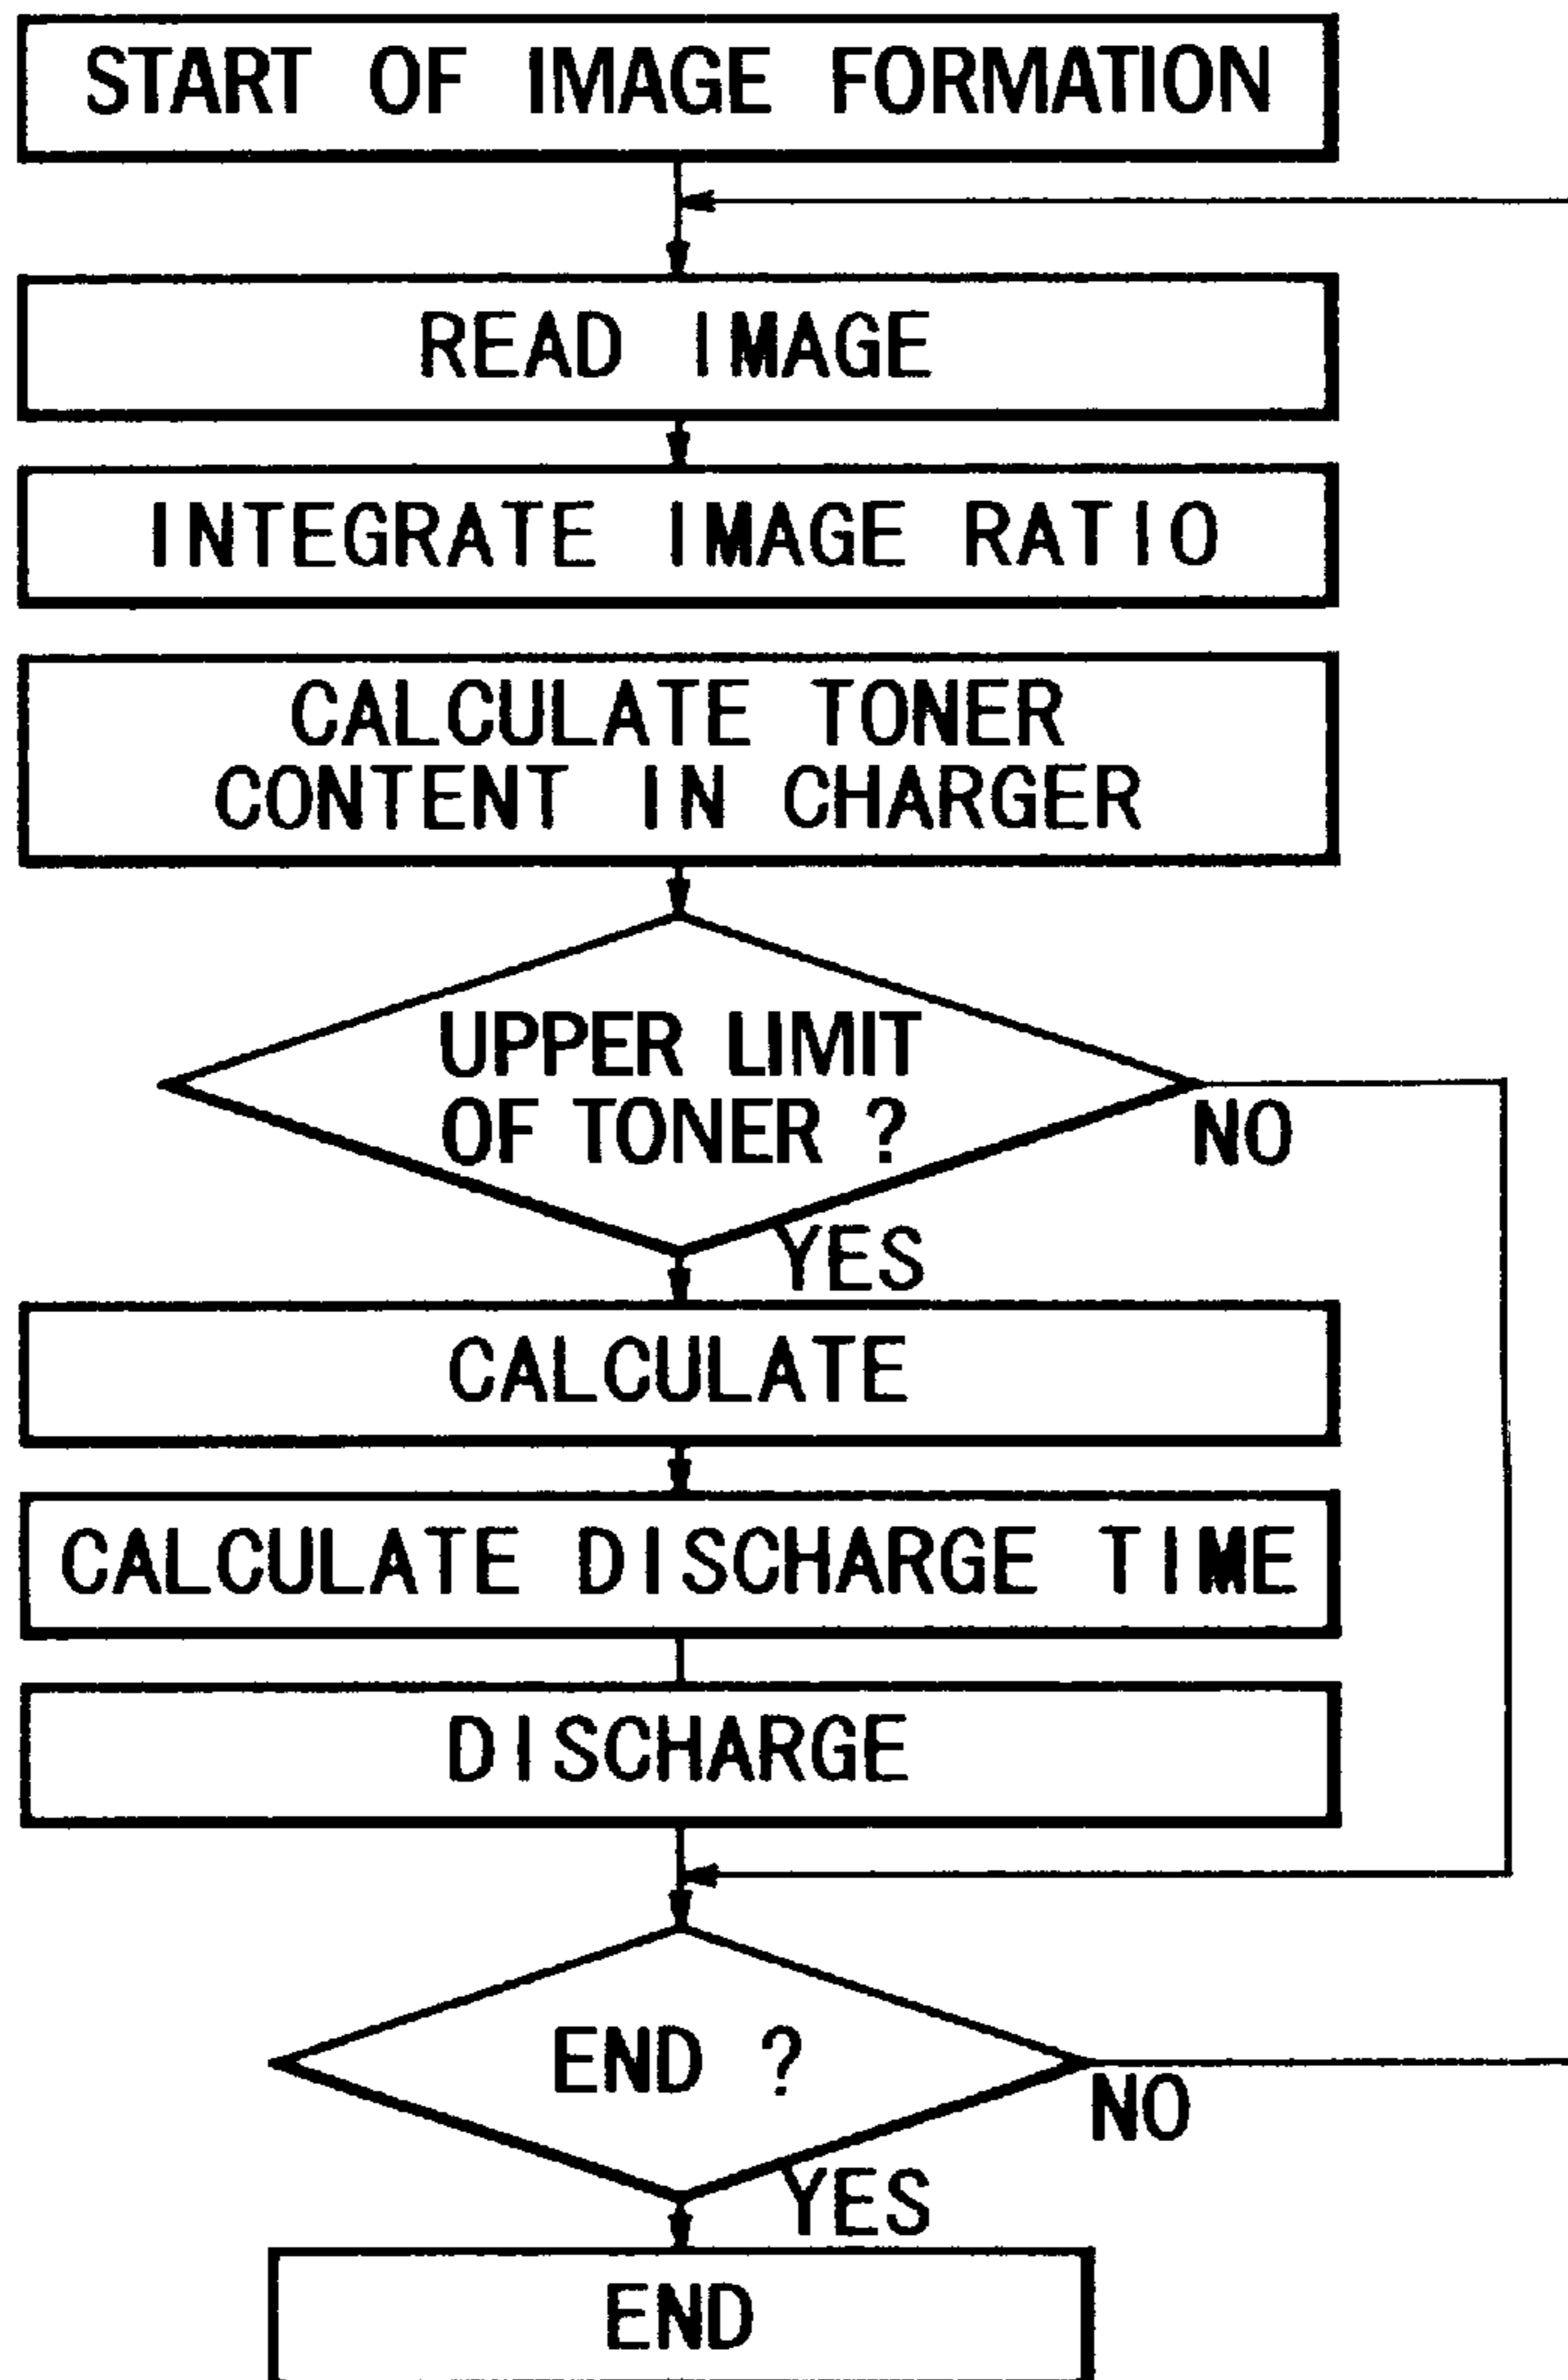 START OF IMAGE FORMATION
READ IMAGE
INTEGRATE IMAGE RATIO
CALCULATE TONER
CONTENT IN CHARGER
UPPER LIMIT
OF TONER ?
NO
YES
CALCULATE
CALCULATE DISCHARGE TIME
DISCHARGE
END ?
NO
YES
END